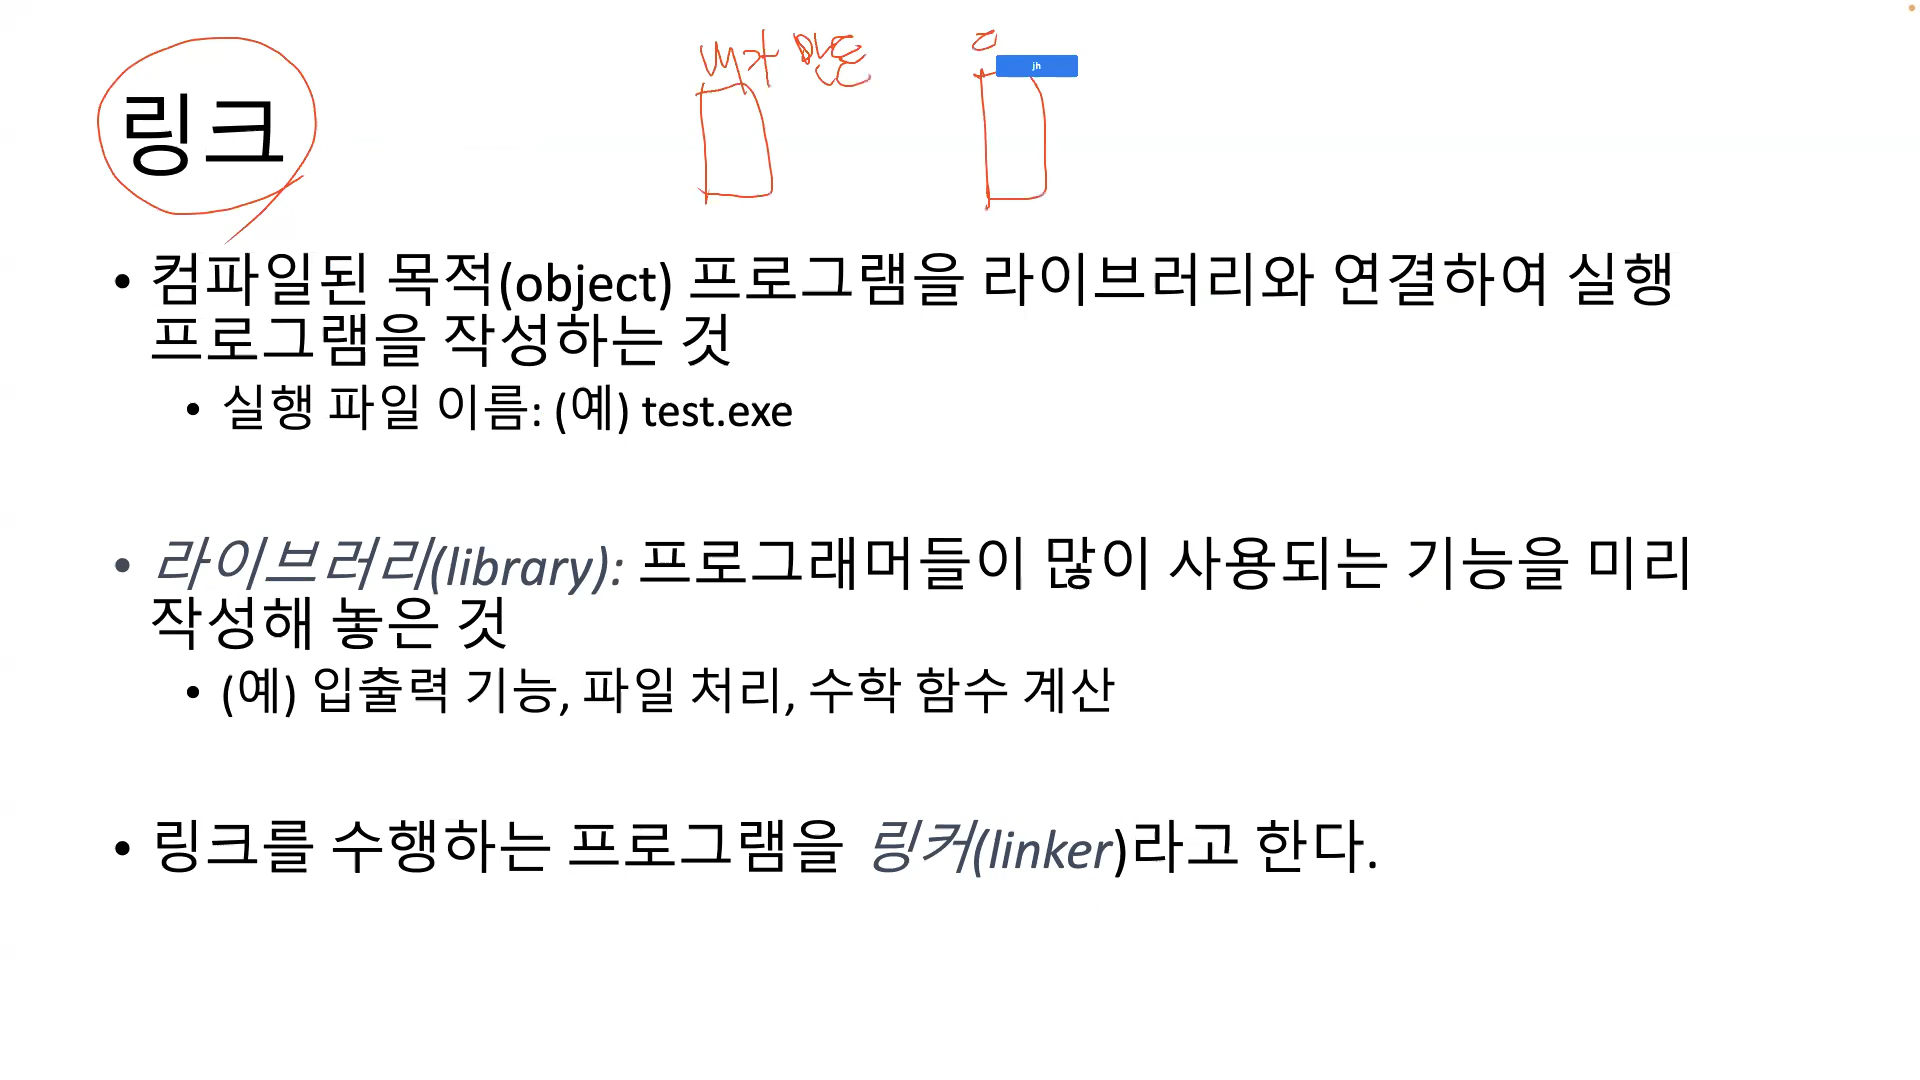 내가 만든
jh
링크
• 컴파일된 목적(object) 프로그램을 라이브러리와 연결하여 실행
프로그램을 작성하는 것
• 실행 파일 이름: (예) test.exe
• 라이브러리(library): 프로그래머들이 많이 사용되는 기능을 미리
작성해 놓은 것
• (예) 입출력 기능, 파일 처리, 수학 함수 계산
• 링크를 수행하는 프로그램을 링커(linker)라고 한다.